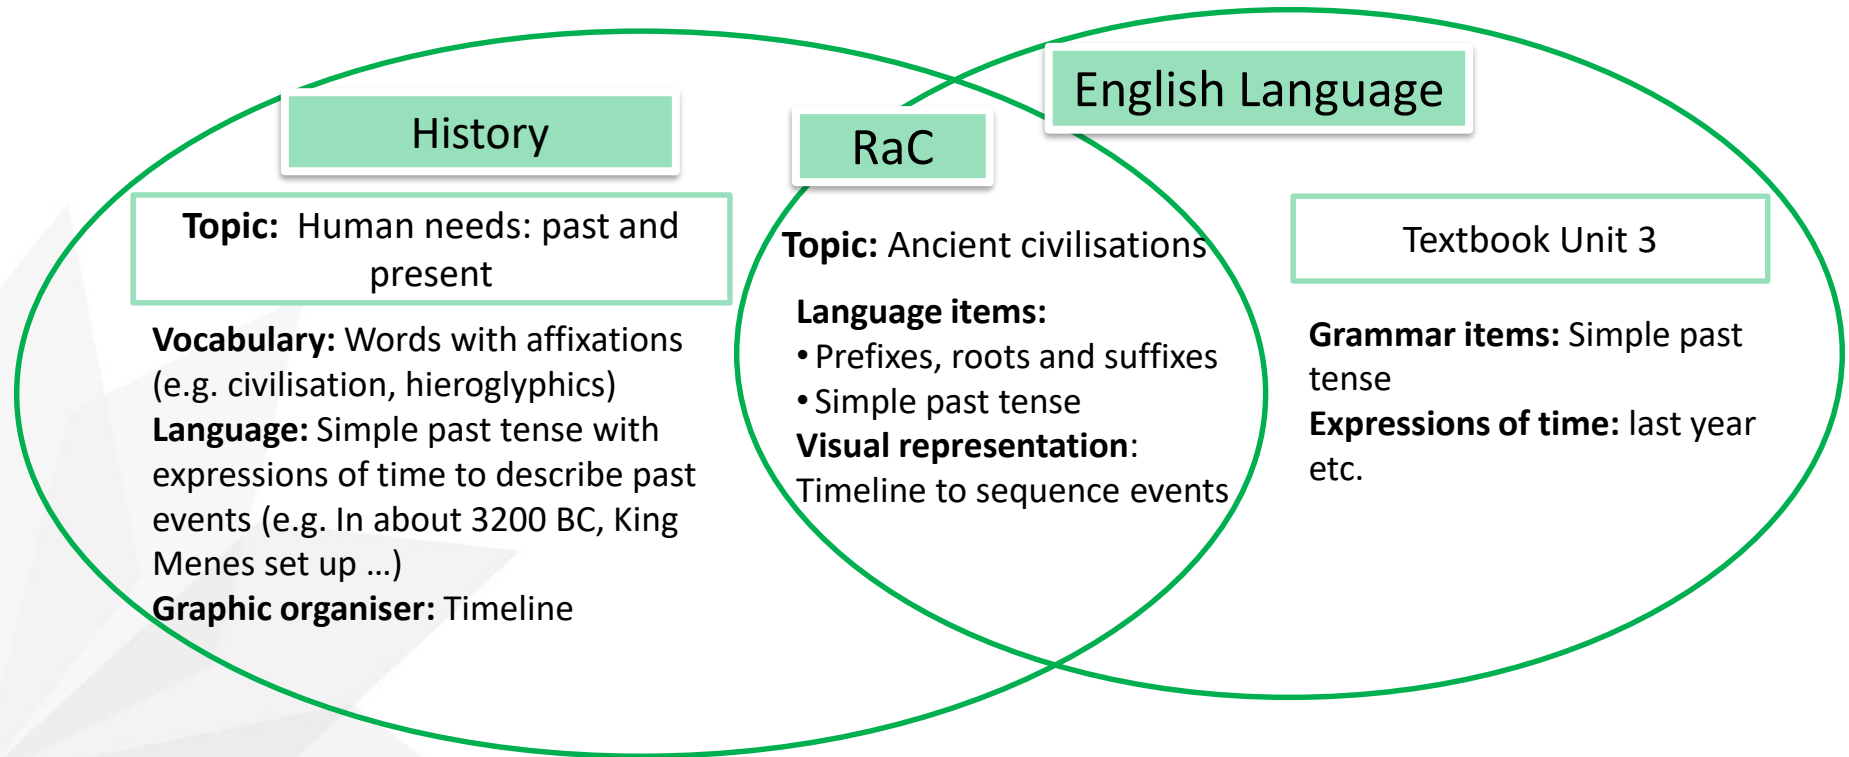 History
Topic: Human needs: past and
present
Vocabulary: Words with affixations
(e.g. civilisation, hieroglyphics)
Language: Simple past tense with
expressions of time to describe past
events (e.g. In about 3200 BC, King
Menes set up …)
Graphic organiser: Timeline
RaC
Topic: Ancient civilisations
Language items:
• Prefixes, roots and suffixes
• Simple past tense
Visual representation:
Timeline to sequence events
English Language
Textbook Unit 3
Grammar items: Simple past
tense
Expressions of time: last year
etc.